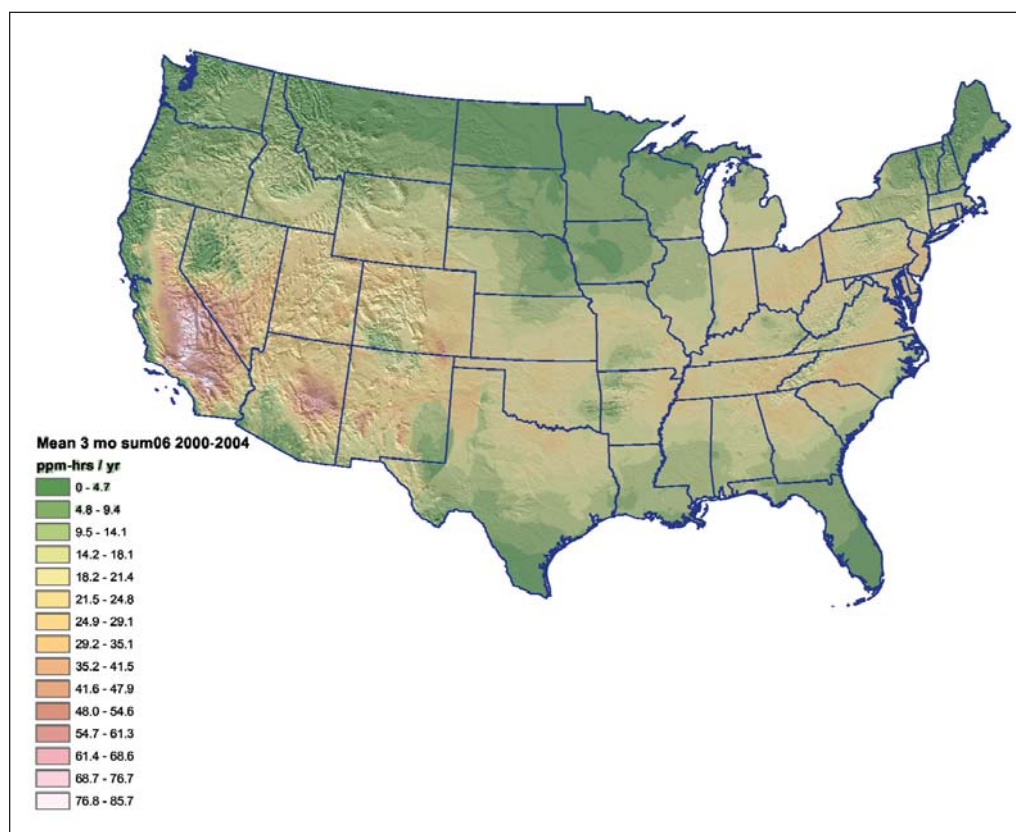 Mean 3 mo sum06 2000-2004
ppm-hrs / yr
0 - 4.7
4.8 - 9.4
9.5 - 14.1
14.2 - 18.1
18.2 - 21.4
21.5 - 24.8
24.9 - 29.1
29.2 - 35.1
35.2 - 41.5
41.6 - 47.9
48.0 - 54.6
54.7 - 61.3
61.4 - 68.6
68.7 - 76.7
76.8 - 85.7